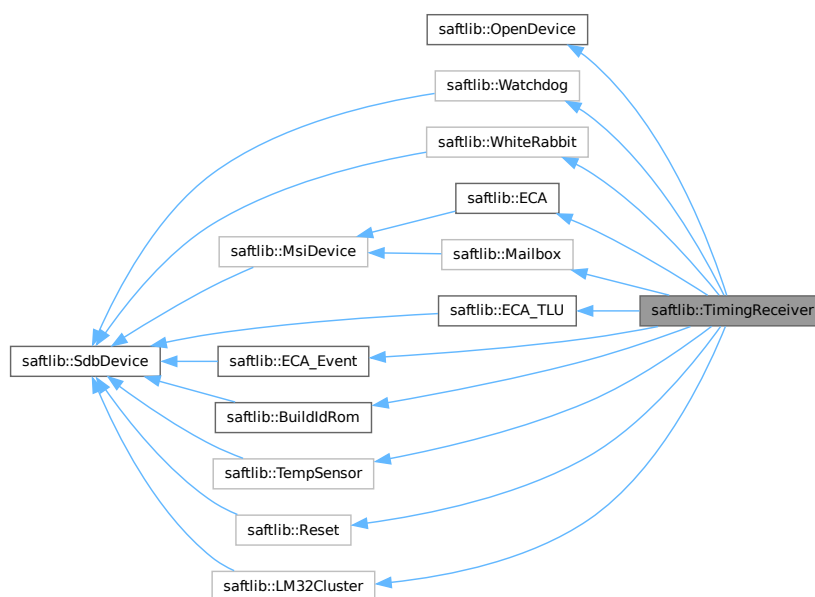 saftlib::OpenDevice
saftlib::Watchdog
saftlib::WhiteRabbit
saftlib::ECA
saftlib::MsiDevice
saftlib::Mailbox
saftlib::ECA_TLU
saftlib::TimingReceiver
saftlib::SdbDevice
saftlib::ECA_Event
saftlib::BuildIdRom
saftlib::TempSensor
saftlib::Reset
saftlib::LM32Cluster